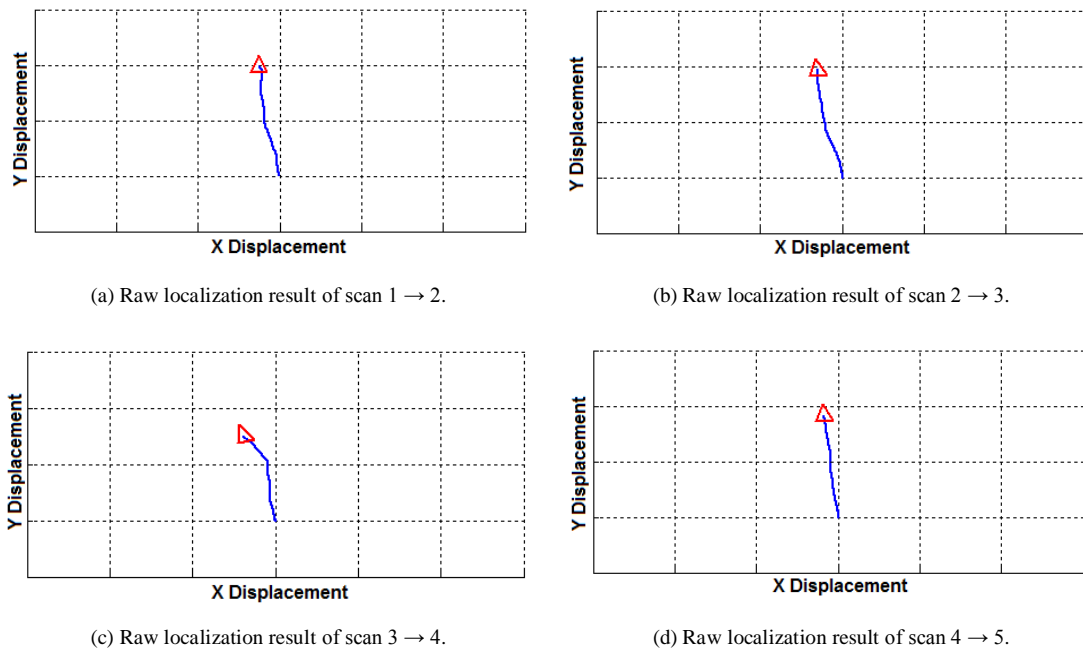 Y Displacement
X Displacement
(a) Raw localization result of scan 1 → 2.
Y Displacement
X Displacement
(b) Raw localization result of scan 2 → 3.
Y Displacement
X Displacement
(c) Raw localization result of scan 3 → 4.
Y Displacement
X Displacement
(d) Raw localization result of scan 4 → 5.